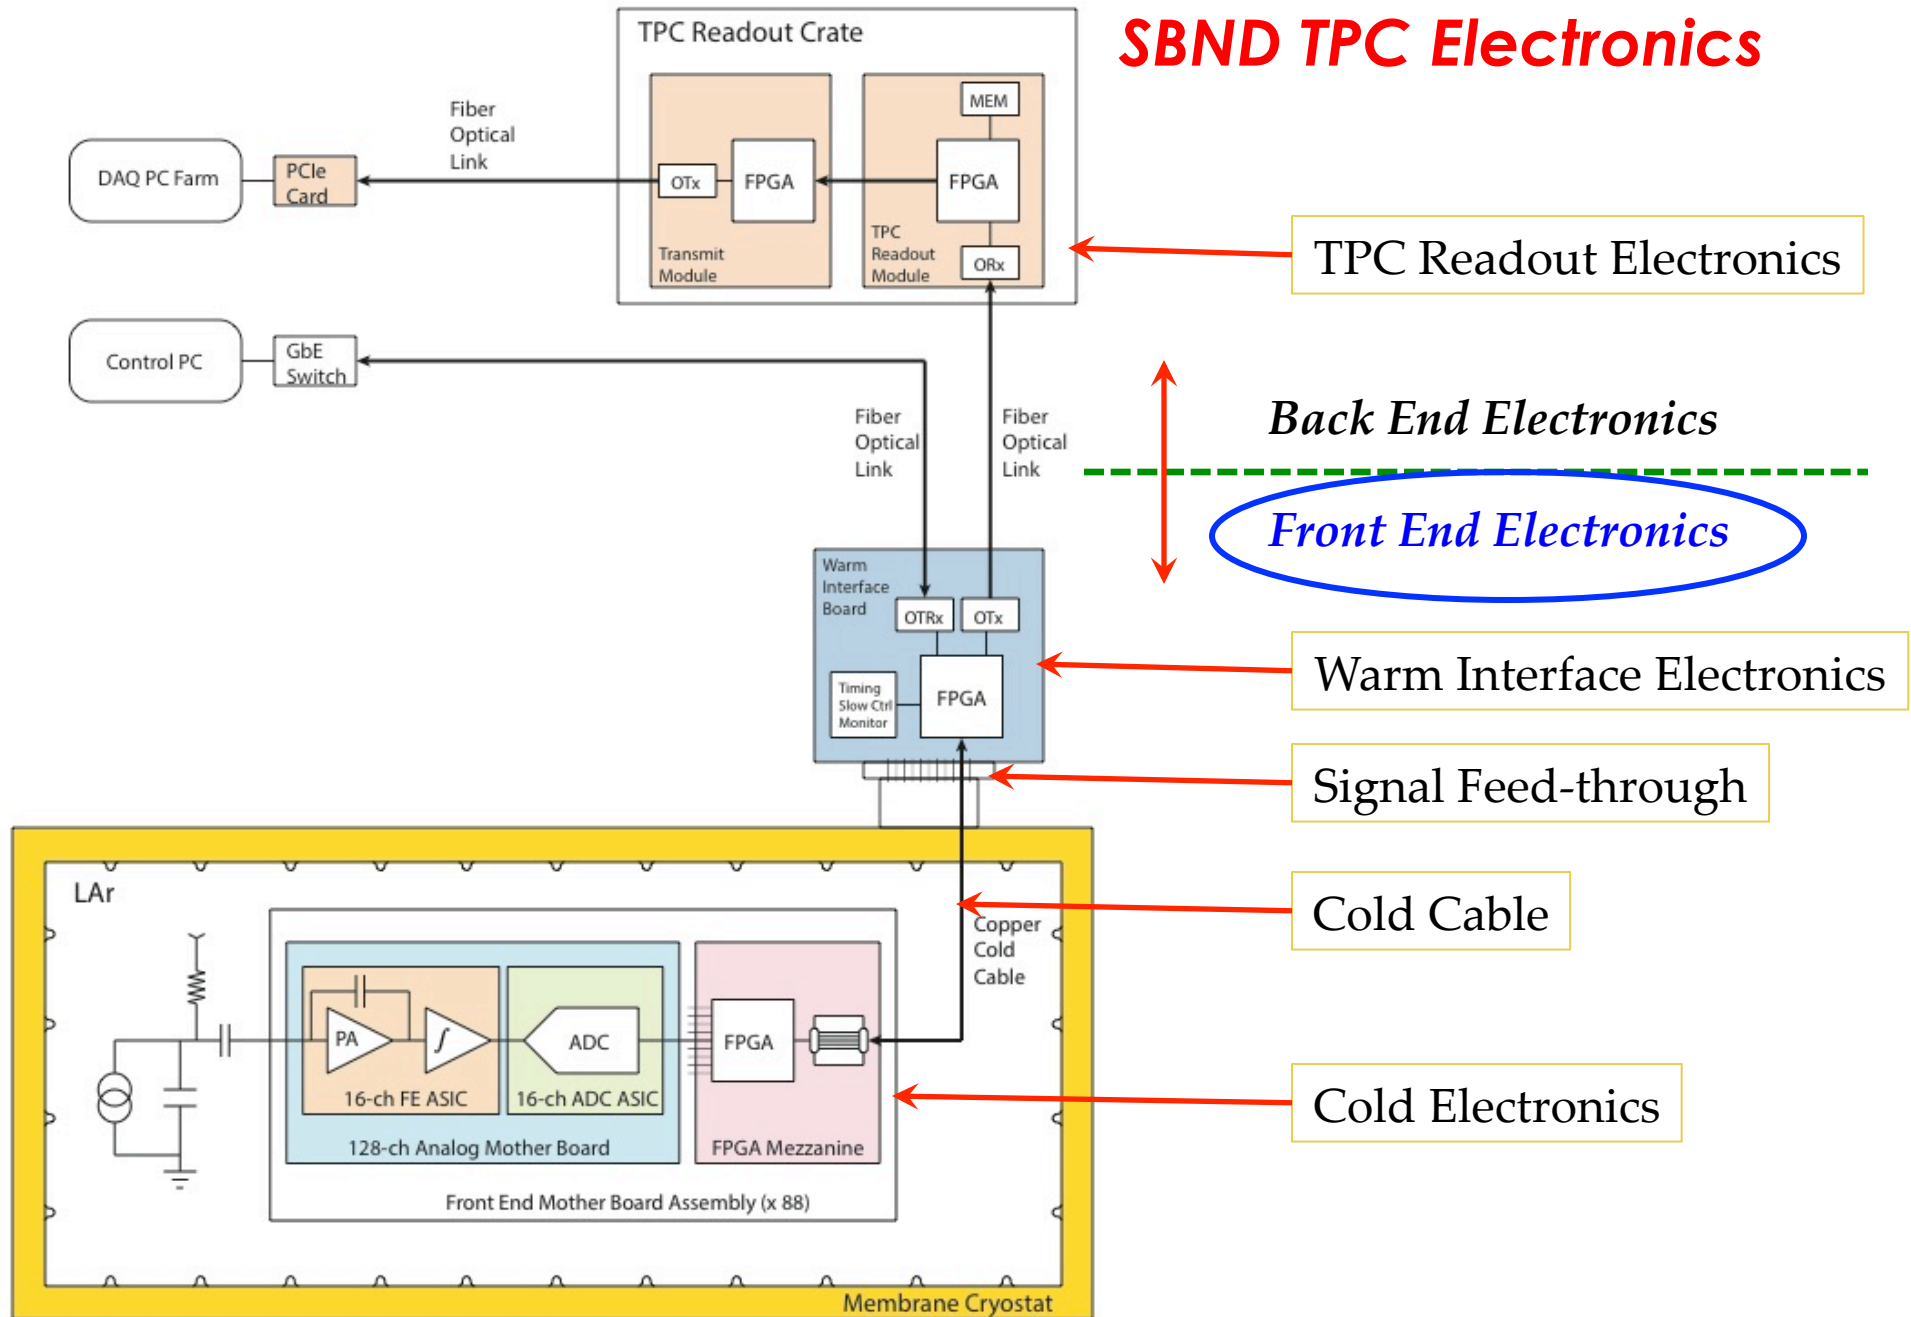 SBND TPC Electronics
TPC Readout Crate
MEM
Fiber
Optical
Link
DAQ PC Farm
PCIe
Card
OTx
FPGA
FPGA
Transmit
Module
TPC
Readout
Module
ORx
TPC Readout Electronics
Control PC
GbE
Switch
Fiber
Optical
Link
Fiber
Optical
Link
Back End Electronics
Front End Electronics
Warm
Interface
Board
OTRx
OTx
Timing
Slow Ctrl
Monitor
FPGA
Warm Interface Electronics
Signal Feed-through
LAr
Cold Cable
Copper
Cold
Cable
PA
∫
ADC
FPGA
16-ch FE ASIC
16-ch ADC ASIC
128-ch Analog Mother Board
FPGA Mezzanine
Cold Electronics
Front End Mother Board Assembly (x 88)
Membrane Cryostat